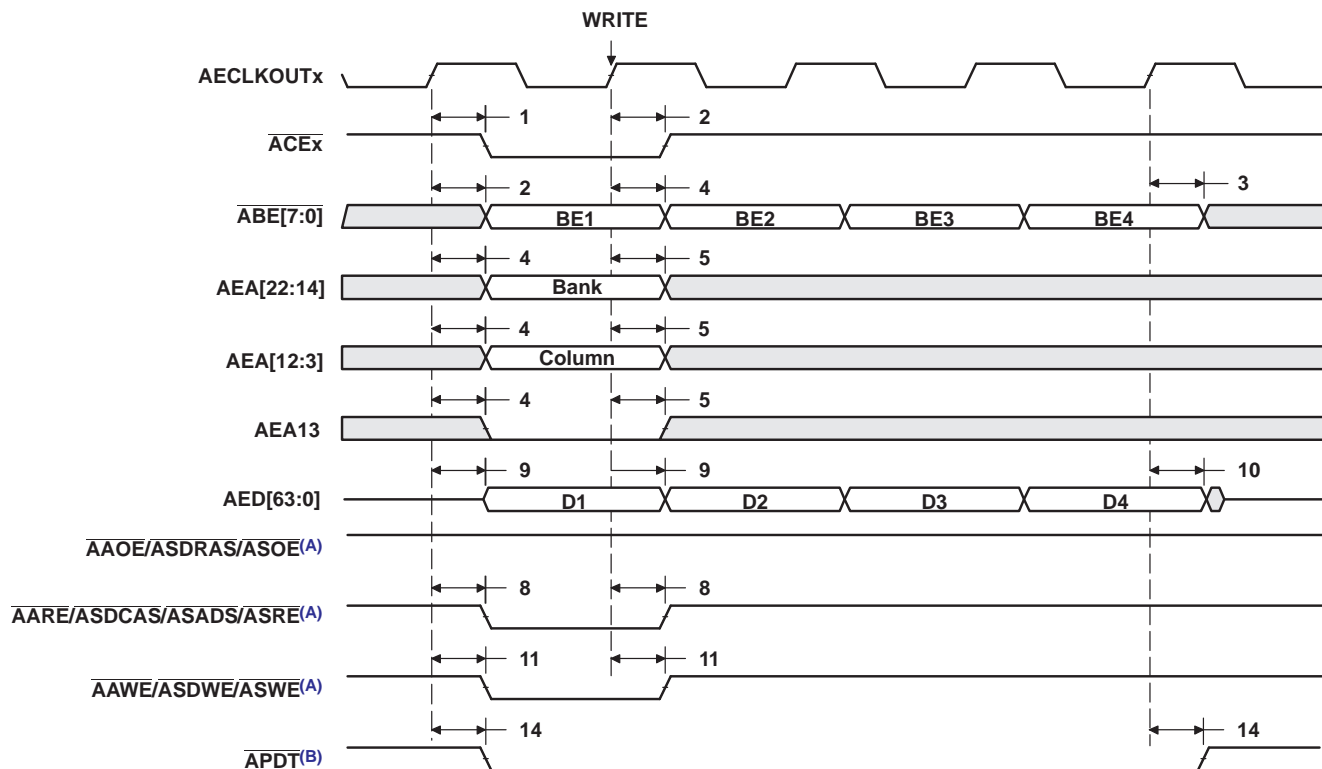 WRITE
AECLKOUTx
1 2
ACEx
2 4 3
ABE[7:0] BE1 BE2 BE3 BE4
4 5
AEA[22:14] Bank
4 5
AEA[12:3] Column
4 5
AEA13
9 9 10
AED[63:0] D1 D2 D3 D4
AAOE/ASDRAS/ASOE(A)
8 8
AARE/ASDCAS/ASADS/ASRE(A)
11 11
AAWE/ASDWE/ASWE(A)
14 14
APDT(B)